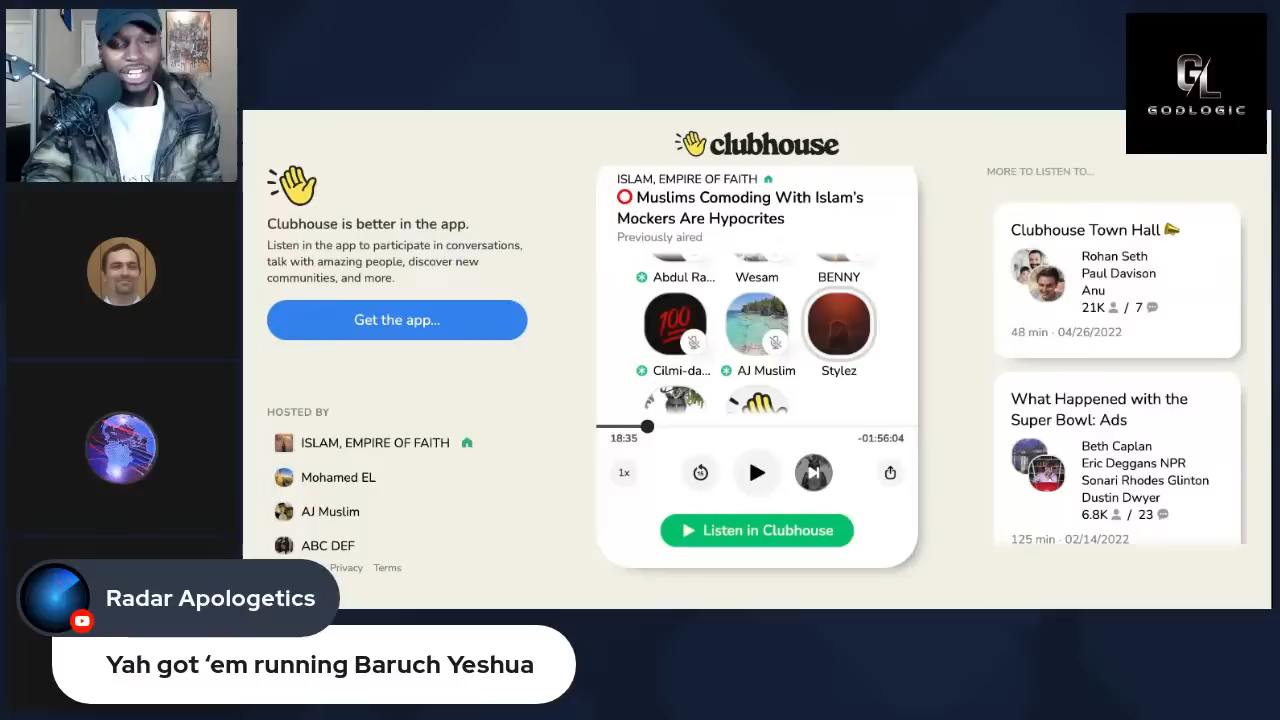 GL
GODLOGIC
clubhouse
Clubhouse is better in the app.
Listen in the app to participate in conversations,
talk with amazing people, discover new
communities, and more.
Get the app...
HOSTED BY
ISLAM, EMPIRE OF FAITH
Mohamed EL
AJ Muslim
ABC DEF
Privacy Terms
ISLAM, EMPIRE OF FAITH
Muslims Comoding With Islam's
Mockers Are Hypocrites
Previously aired
Abdul Ra... Wesam BENNY
100
Cilmi-da... AJ Muslim Stylez
18:35 -01:56:04
1x 15
Listen in Clubhouse
MORE TO LISTEN TO...
Clubhouse Town Hall
Rohan Seth
Paul Davison
Anu
21K / 7
48 min · 04/26/2022
What Happened with the
Super Bowl: Ads
Beth Caplan
Eric Deggans NPR
Sonari Rhodes Glinton
Dustin Dwyer
6.8K / 23
125 min · 02/14/2022
Radar Apologetics
Yah got ‘em running Baruch Yeshua